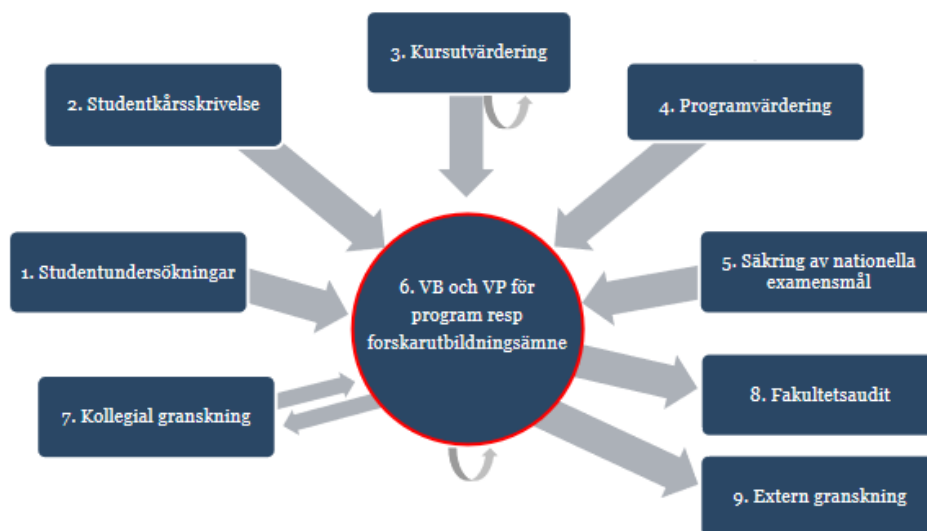 3. Kursutvärdering
2. Studentkårsskrivelse
4. Programvärdering
1. Studentundersökningar
5. Säkring av nationella
examensmål
6. VB och VP för
program resp
forskarutbildningsämne
7. Kollegial granskning
8. Fakultetsaudit
9. Extern granskning